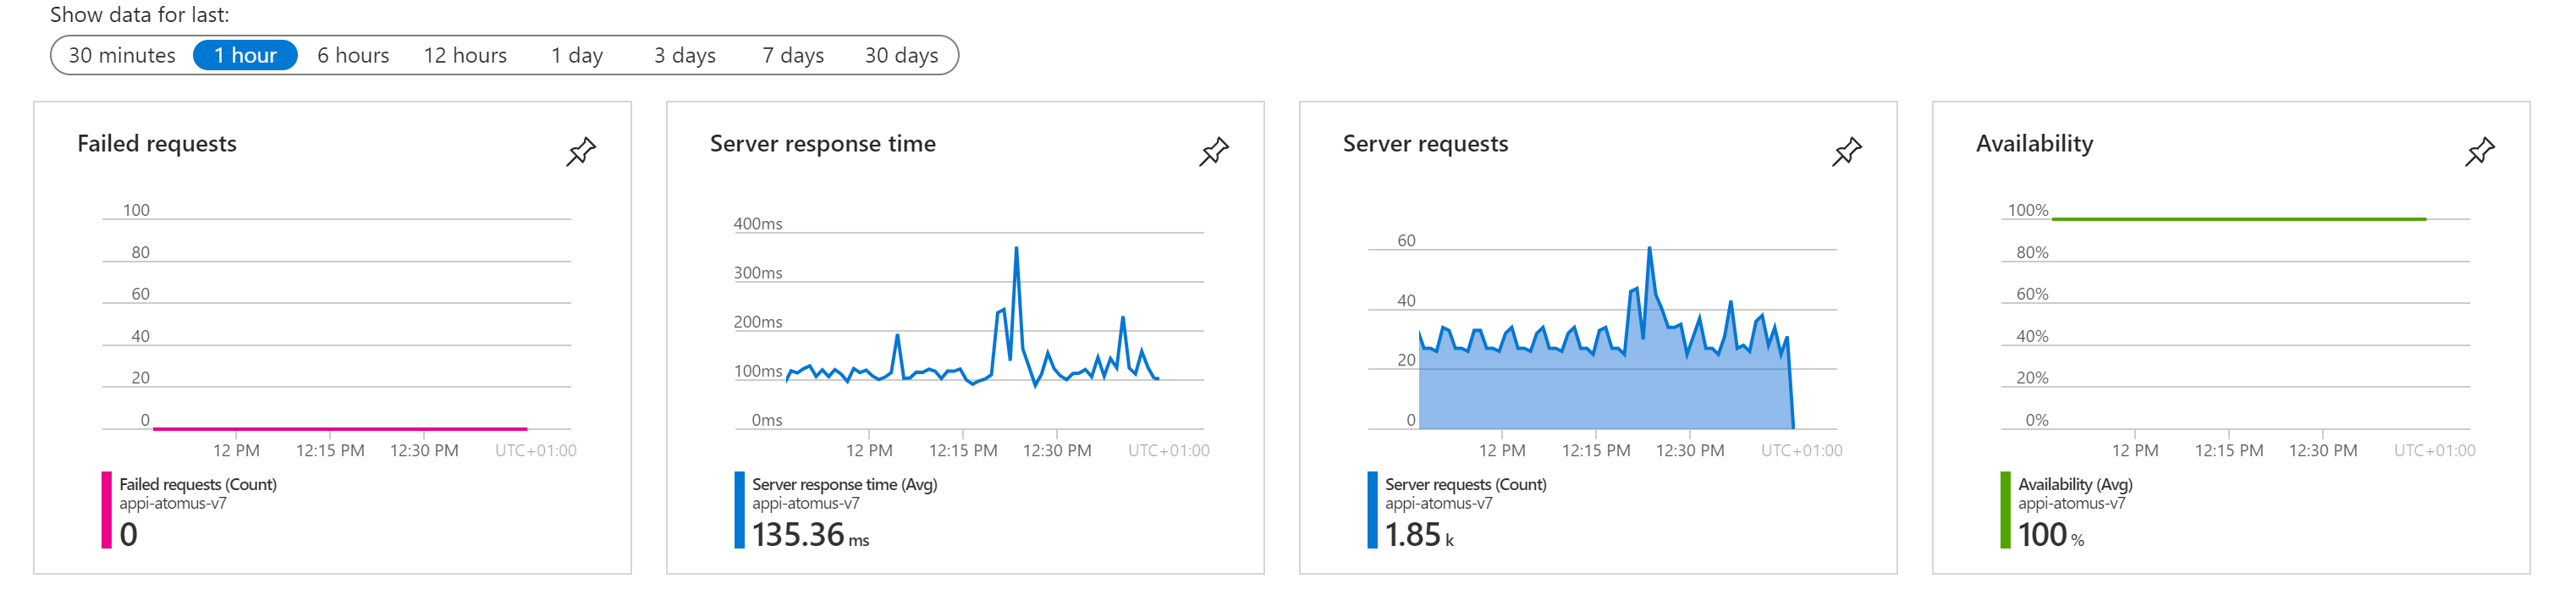 Show data for last:
30 minutes 1 hour 6 hours 12 hours 1 day 3 days 7 days 30 days
Failed requests
100
80
60
40
20
0
12 PM 12:15 PM 12:30 PM UTC+01:00
Failed requests (Count)
appi-atomus-v7
0
Server response time
400ms
300ms
200ms
100ms
0ms
12 PM 12:15 PM 12:30 PM UTC+01:00
Server response time (Avg)
appi-atomus-v7
135.36 ms
Server requests
60
40
20
0
12 PM 12:15 PM 12:30 PM UTC+01:00
Server requests (Count)
appi-atomus-v7
1.85 k
Availability
100%
80%
60%
40%
20%
0%
12 PM 12:15 PM 12:30 PM UTC+01:00
Availability (Avg)
appi-atomus-v7
100 %